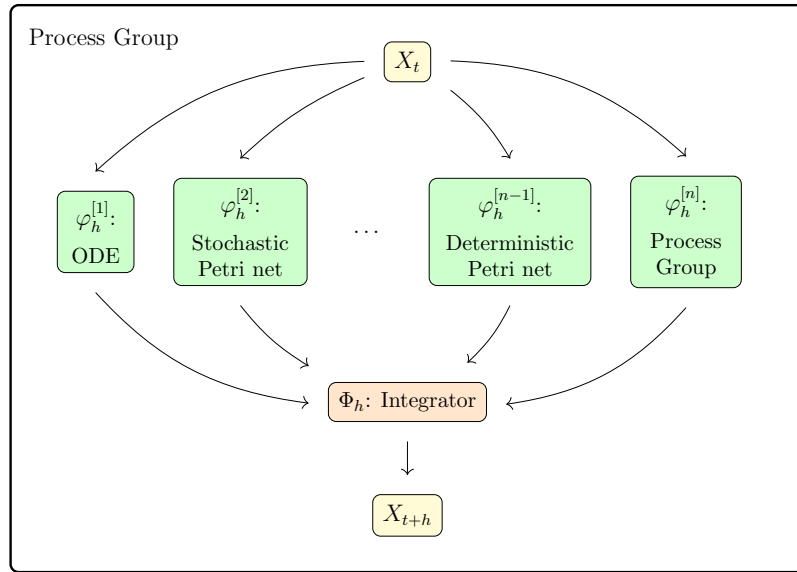 Process Group
X_t
φ_h^{[1]}:
ODE
φ_h^{[2]}:
Stochastic
Petri net
...
φ_h^{[n−1]}:
Deterministic
Petri net
φ_h^{[n]}:
Process
Group
Φ_h: Integrator
X_{t+h}